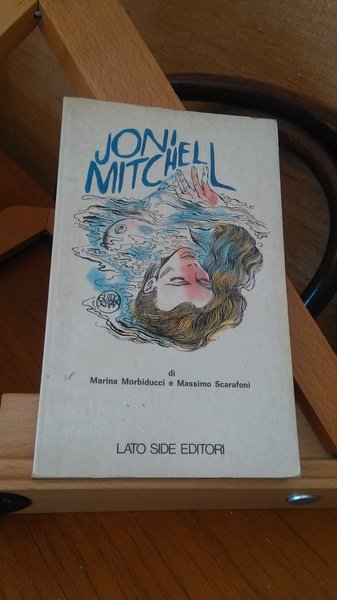 JONI
MITCHELL
di
Marina Morbiducci e Massimo Scarafoni
LATO SIDE EDITORI